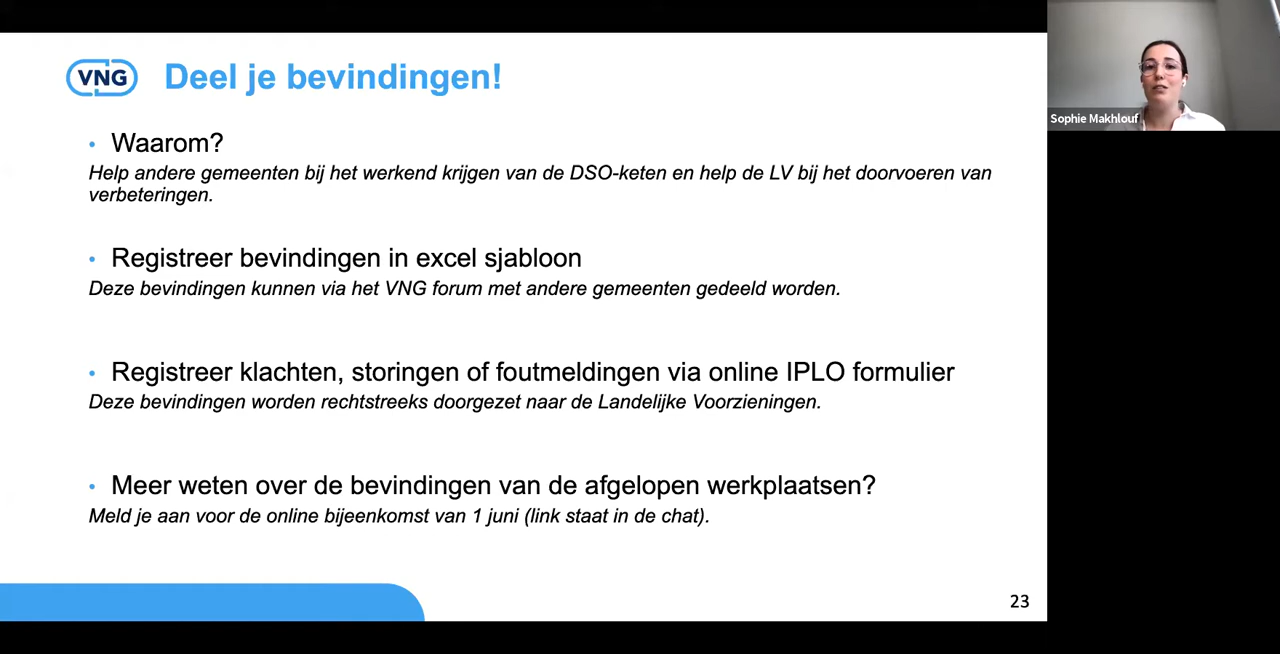 VNG
Deel je bevindingen!
• Waarom?
Help andere gemeenten bij het werkend krijgen van de DSO-keten en help de LV bij het doorvoeren van
verbeteringen.
• Registreer bevindingen in excel sjabloon
Deze bevindingen kunnen via het VNG forum met andere gemeenten gedeeld worden.
• Registreer klachten, storingen of foutmeldingen via online IPLO formulier
Deze bevindingen worden rechtstreeks doorgezet naar de Landelijke Voorzieningen.
• Meer weten over de bevindingen van de afgelopen werkplaatsen?
Meld je aan voor de online bijeenkomst van 1 juni (link staat in de chat).
23
Sophie Makhlouf